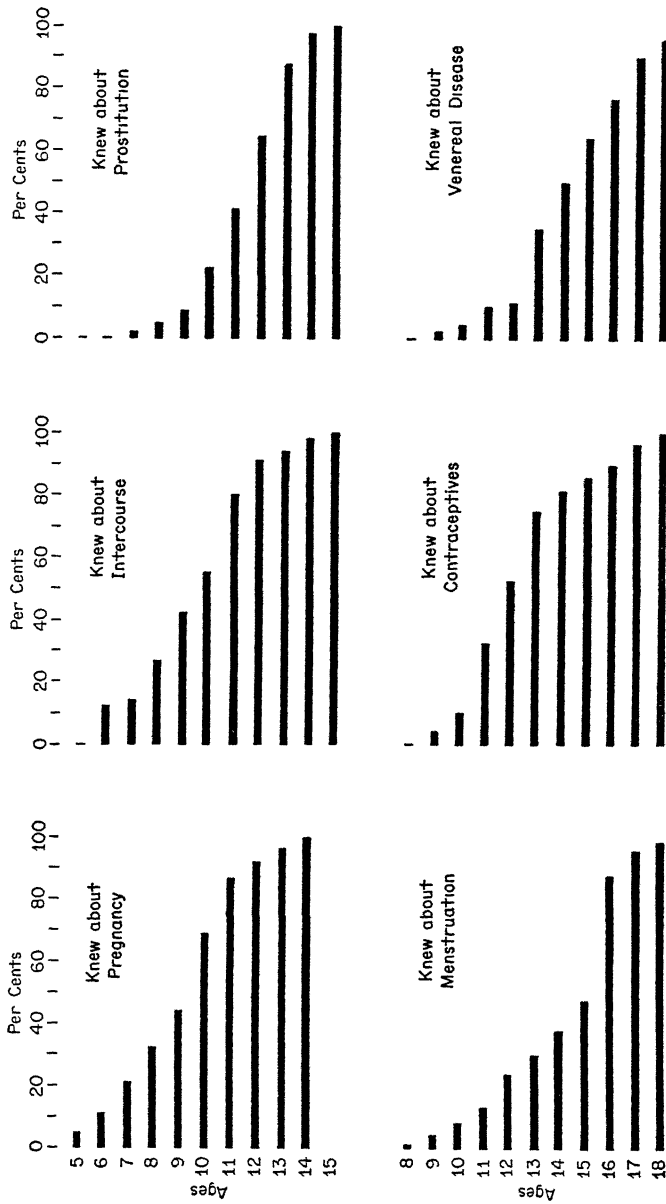 Per Cents
0 20 40 60 80 100
Knew about
Pregnancy
Ages
5
6
7
8
9
10
11
12
13
14
15
Per Cents
0 20 40 60 80 100
Knew about
Intercourse
Per Cents
0 20 40 60 80 100
Knew about
Prostitution
Knew about
Menstruation
Ages
8
9
10
11
12
13
14
15
16
17
18
Knew about
Contraceptives
Knew about
Venereal Disease